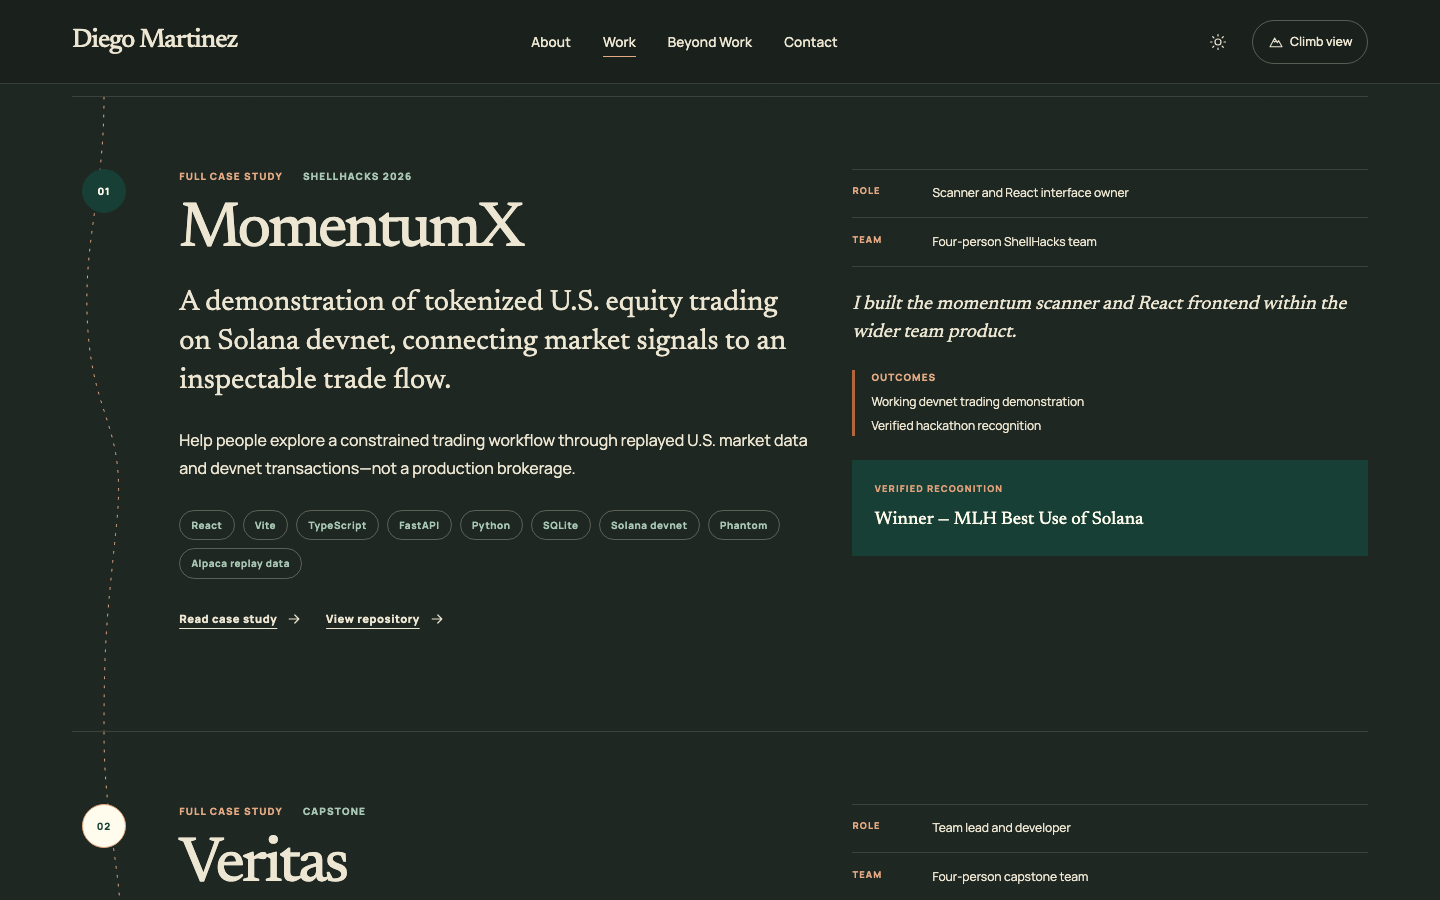 Diego Martinez
About
Work
Beyond Work
Contact
Climb view
01
FULL CASE STUDY
SHELLHACKS 2026
MomentumX
A demonstration of tokenized U.S. equity trading
on Solana devnet, connecting market signals to an
inspectable trade flow.
Help people explore a constrained trading workflow through replayed U.S. market data
and devnet transactions—not a production brokerage.
React
Vite
TypeScript
FastAPI
Python
SQLite
Solana devnet
Phantom
Alpaca replay data
Read case study
View repository
ROLE
Scanner and React interface owner
TEAM
Four-person ShellHacks team
I built the momentum scanner and React frontend within the
wider team product.
OUTCOMES
Working devnet trading demonstration
Verified hackathon recognition
VERIFIED RECOGNITION
Winner — MLH Best Use of Solana
02
FULL CASE STUDY
CAPSTONE
Veritas
ROLE
Team lead and developer
TEAM
Four-person capstone team